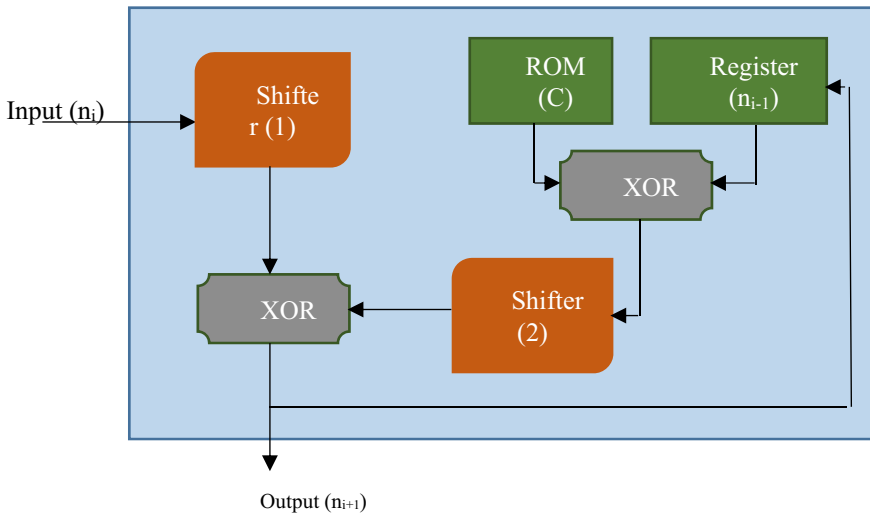 Input (nᵢ)
Shifte
r (1)
ROM
(C)
Register
(nᵢ₋₁)
XOR
XOR
Shifter
(2)
Output (nᵢ₊₁)